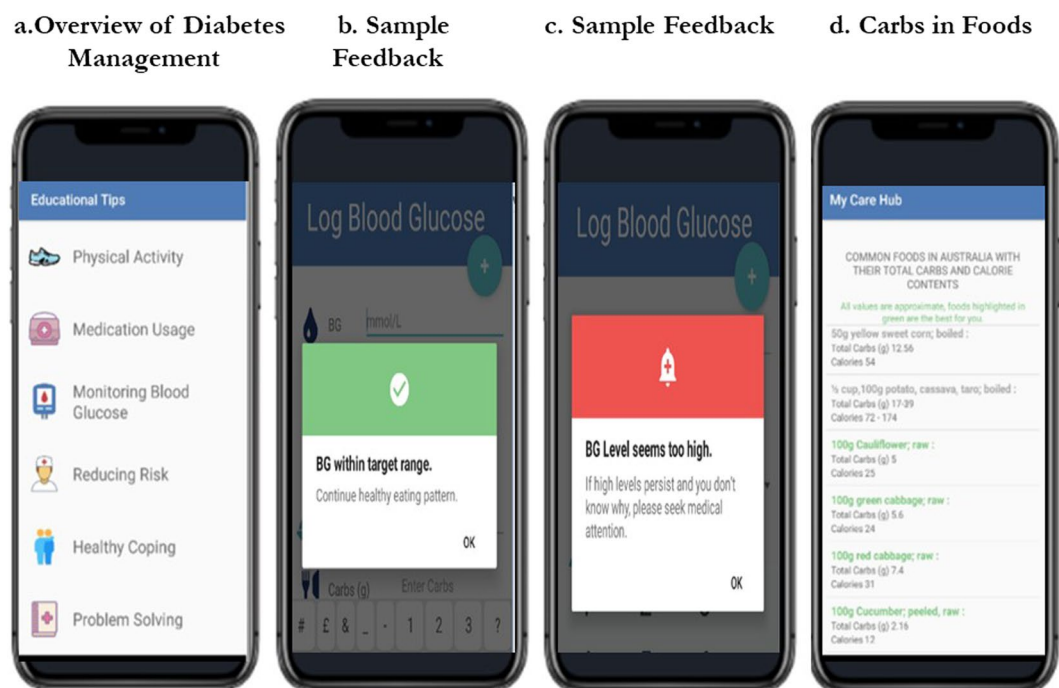 a.Overview of Diabetes
Management
b. Sample
Feedback
c. Sample Feedback
d. Carbs in Foods
Educational Tips
Physical Activity
Medication Usage
Monitoring Blood
Glucose
Reducing Risk
Healthy Coping
Problem Solving
Log Blood Glucose
+
BG mmol/L
BG within target range.
Continue healthy eating pattern.
OK
Carbs (g) Enter Carbs
# £ & _ - 1 2 3 ?
Log Blood Glucose
+
BG Level seems too high.
If high levels persist and you don't
know why, please seek medical
attention.
OK
My Care Hub
COMMON FOODS IN AUSTRALIA WITH
THEIR TOTAL CARBS AND CALORIE
CONTENTS
All values are approximate, foods highlighted in
green are the best for you.
50g yellow sweet corn; boiled :
Total Carbs (g) 12.56
Calories 54
½ cup,100g potato, cassava, taro; boiled :
Total Carbs (g) 17-39
Calories 72 - 174
100g Cauliflower; raw :
Total Carbs (g) 5
Calories 25
100g green cabbage; raw :
Total Carbs (g) 5.6
Calories 24
100g red cabbage; raw :
Total Carbs (g) 7.4
Calories 31
100g Cucumber; peeled, raw :
Total Carbs (g) 2.16
Calories 12